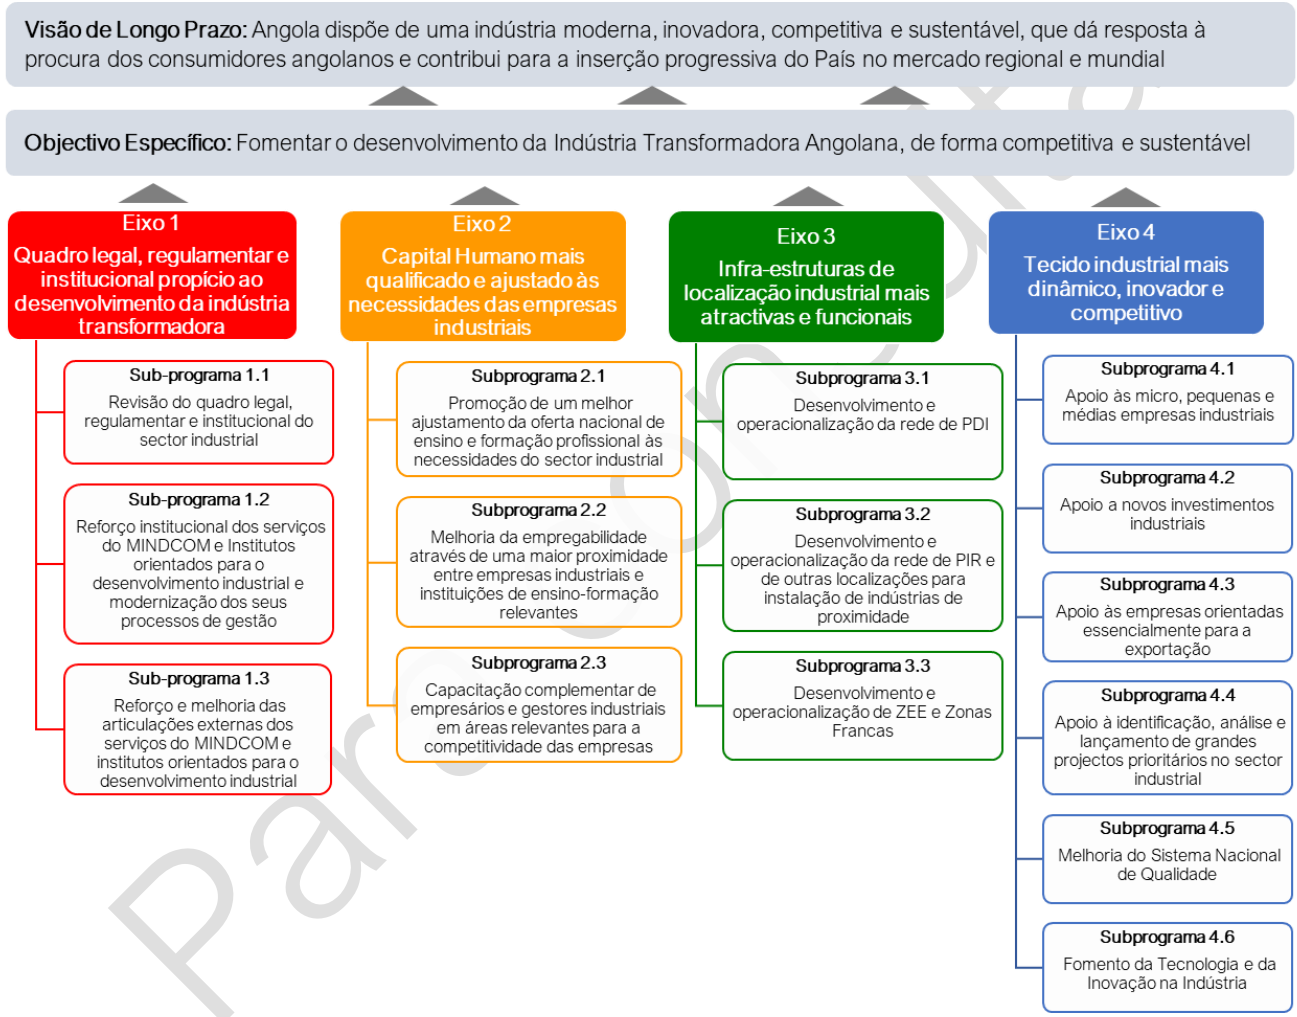 Visão de Longo Prazo: Angola dispõe de uma indústria moderna, inovadora, competitiva e sustentável, que dá resposta à
procura dos consumidores angolanos e contribui para a inserção progressiva do País no mercado regional e mundial
Objectivo Específico: Fomentar o desenvolvimento da Indústria Transformadora Angolana, de forma competitiva e sustentável
Eixo 1
Quadro legal, regulamentar e
institucional propício ao
desenvolvimento da indústria
transformadora
Sub-programa 1.1
Revisão do quadro legal,
regulamentar e institucional do
sector industrial
Sub-programa 1.2
Reforço institucional dos serviços
do MINDCOM e Institutos
orientados para o
desenvolvimento industrial e
modernização dos seus
processos de gestão
Sub-programa 1.3
Reforço e melhoria das
articulações externas dos
serviços do MINDCOM e
institutos orientados para o
desenvolvimento industrial
Eixo 2
Capital Humano mais
qualificado e ajustado às
necessidades das empresas
industriais
Subprograma 2.1
Promoção de um melhor
ajustamento da oferta nacional de
ensino e formação profissional às
necessidades do sector industrial
Subprograma 2.2
Melhoria da empregabilidade
através de uma maior proximidade
entre empresas industriais e
instituições de ensino-formação
relevantes
Subprograma 2.3
Capacitação complementar de
empresários e gestores industriais
em áreas relevantes para a
competitividade das empresas
Eixo 3
Infra-estruturas de
localização industrial mais
atractivas e funcionais
Subprograma 3.1
Desenvolvimento e
operacionalização da rede de PDI
Subprograma 3.2
Desenvolvimento e
operacionalização da rede de PIR e
de outras localizações para
instalação de indústrias de
proximidade
Subprograma 3.3
Desenvolvimento e
operacionalização de ZEE e Zonas
Francas
Eixo 4
Tecido industrial mais
dinâmico, inovador e
competitivo
Subprograma 4.1
Apoio às micro, pequenas e
médias empresas industriais
Subprograma 4.2
Apoio a novos investimentos
industriais
Subprograma 4.3
Apoio às empresas orientadas
essencialmente para a
exportação
Subprograma 4.4
Apoio à identificação, análise e
lançamento de grandes
projectos prioritários no sector
industrial
Subprograma 4.5
Melhoria do Sistema Nacional
de Qualidade
Subprograma 4.6
Fomento da Tecnologia e da
Inovação na Indústria
Para